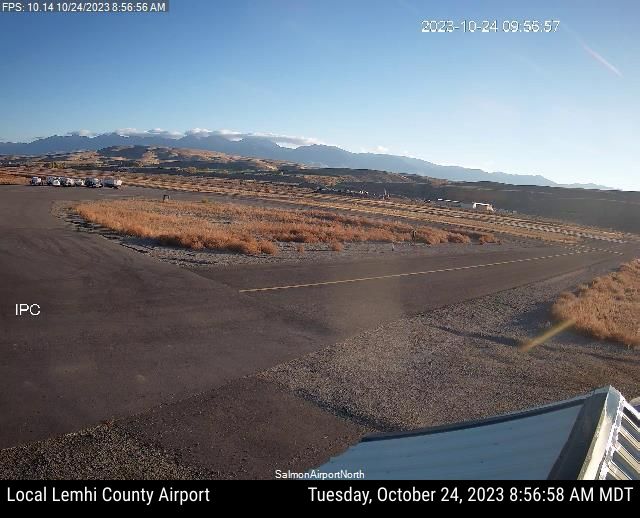 FPS: 10.14 10/24/2023 8:56:56 AM
2023-10-24 09:56:57
IPC
SalmonAirportNorth
Local Lemhi County Airport
Tuesday, October 24, 2023 8:56:58 AM MDT